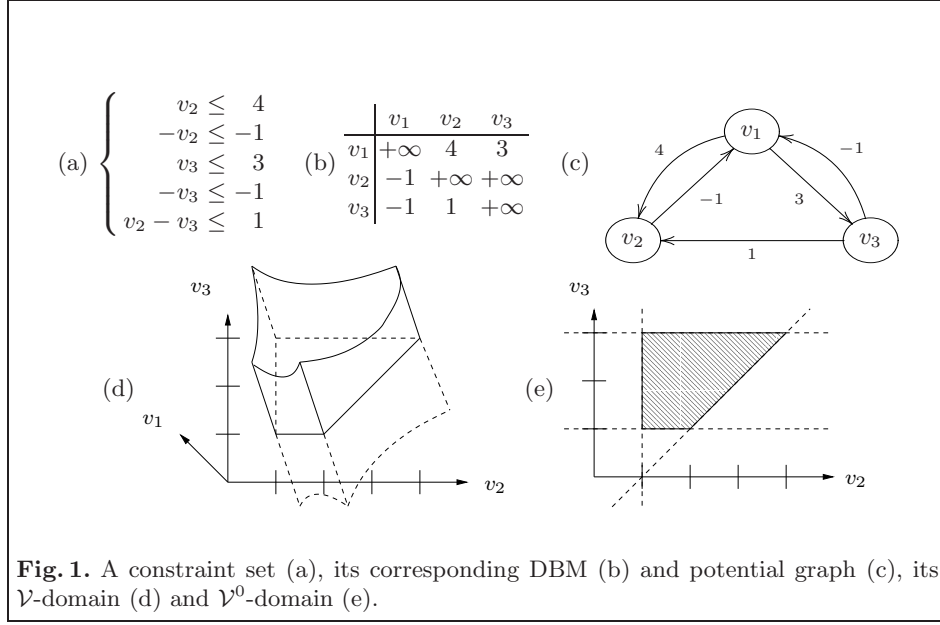 (a)
v₂ ≤ 4
−v₂ ≤ −1
v₃ ≤ 3
−v₃ ≤ −1
v₂ − v₃ ≤ 1
(b)
v₁ v₂ v₃
v₁ +∞ 4 3
v₂ −1 +∞ +∞
v₃ −1 1 +∞
(c)
v₁
4
−1
−1
3
v₂
v₃
1
(d)
v₃
v₁
v₂
(e)
v₃
v₂
Fig. 1. A constraint set (a), its corresponding DBM (b) and potential graph (c), its
𝒱-domain (d) and 𝒱⁰-domain (e).